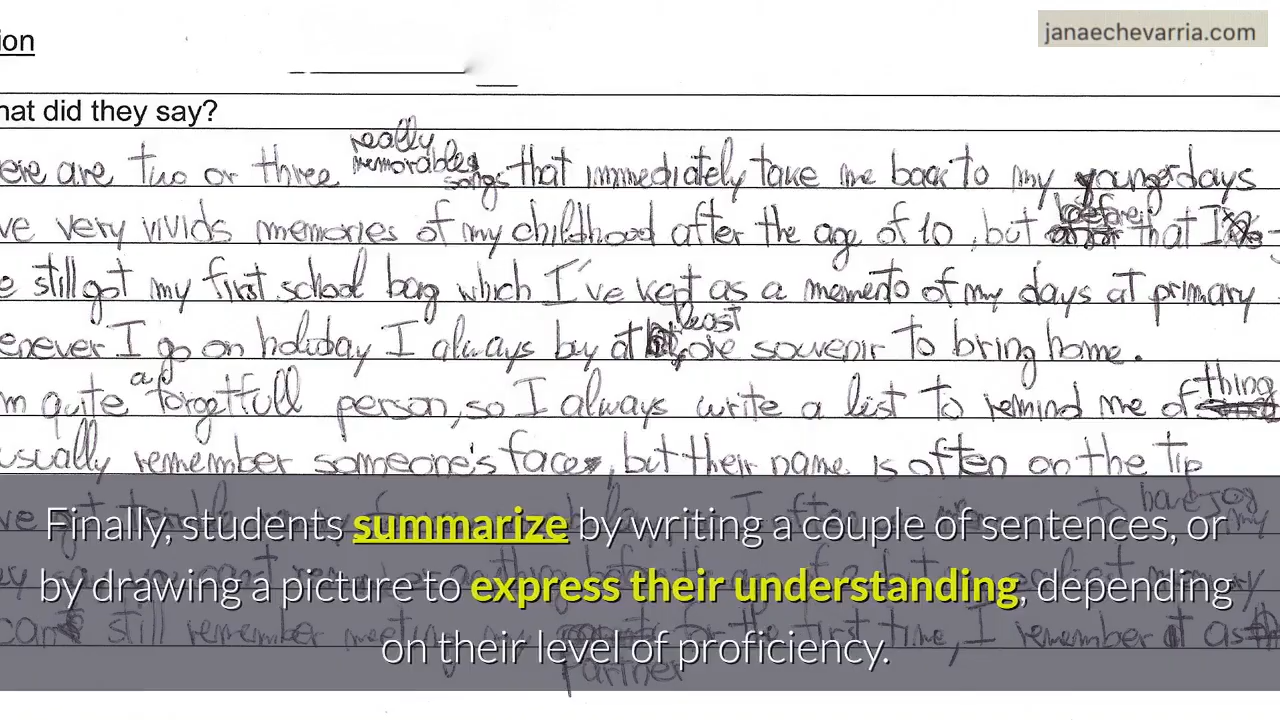 janaechevarria.com
ion
hat did they say?
ere are two or three really memorables songs that immediately take me back to my younger days
ve very vivids memories of my childhood after the age of 10, but before that I
e still got my first school bag which I've kept as a memento of my days at primary
enever I go on holiday I always by at least one souvenir to bring home.
m quite a forgetfull person, so I always write a list to remind me of thing
usually remember someone's face, but their name is often on the tip
Finally, students summarize by writing a couple of sentences, or
by drawing a picture to express their understanding, depending
on their level of proficiency.
can still remember meeting my partner for the first time, I remember it as